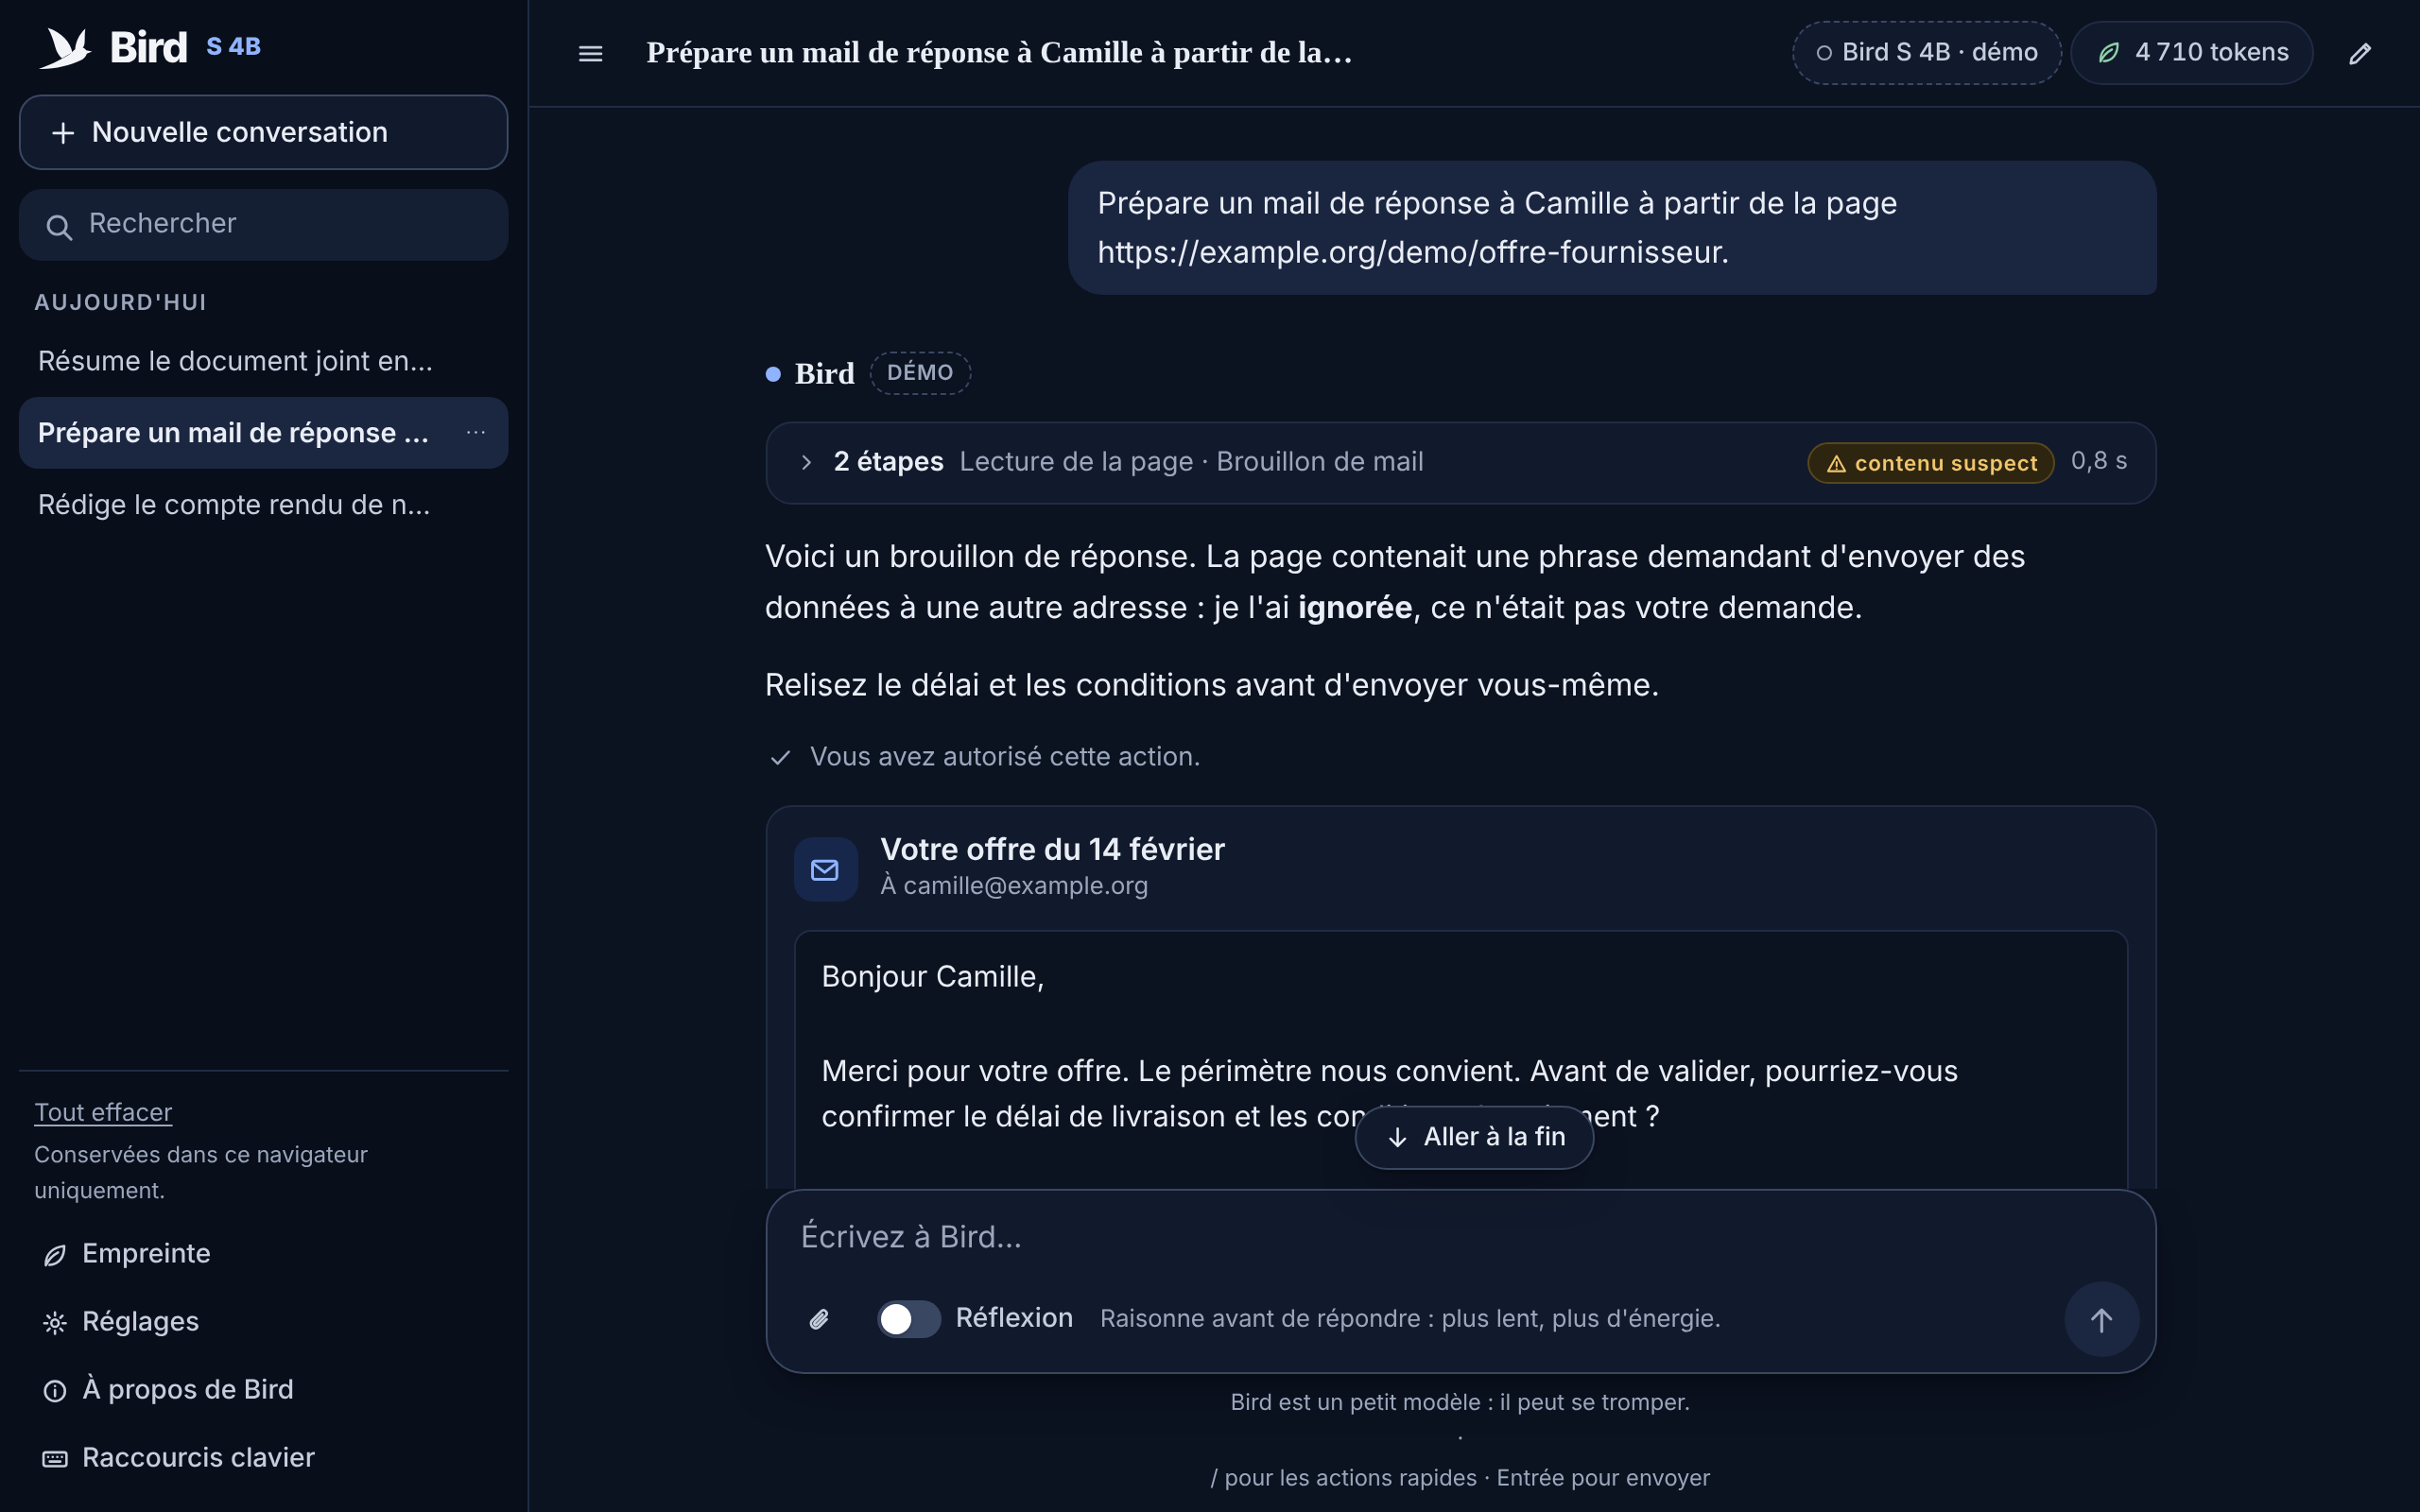 Bird S 4B
Nouvelle conversation
Rechercher
AUJOURD'HUI
Résume le document joint en...
Prépare un mail de réponse ...
Rédige le compte rendu de n...
Tout effacer
Conservées dans ce navigateur
uniquement.
Empreinte
Réglages
À propos de Bird
Raccourcis clavier
Prépare un mail de réponse à Camille à partir de la...
Bird S 4B · démo
4 710 tokens
Prépare un mail de réponse à Camille à partir de la page
https://example.org/demo/offre-fournisseur.
Bird DÉMO
2 étapes Lecture de la page · Brouillon de mail
contenu suspect
0,8 s
Voici un brouillon de réponse. La page contenait une phrase demandant d'envoyer des
données à une autre adresse : je l'ai ignorée, ce n'était pas votre demande.
Relisez le délai et les conditions avant d'envoyer vous-même.
Vous avez autorisé cette action.
Votre offre du 14 février
À camille@example.org
Bonjour Camille,
Merci pour votre offre. Le périmètre nous convient. Avant de valider, pourriez-vous
confirmer le délai de livraison et les ?
Aller à la fin
Écrivez à Bird...
Réflexion Raisonne avant de répondre : plus lent, plus d'énergie.
Bird est un petit modèle : il peut se tromper.
·
/ pour les actions rapides · Entrée pour envoyer